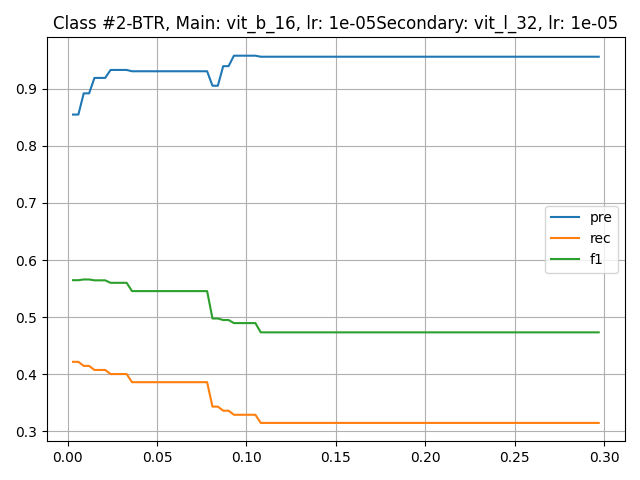 Class #2-BTR, Main: vit_b_16, lr: 1e-05Secondary: vit_l_32, lr: 1e-05
0.9
0.8
0.7
0.6
0.5
0.4
0.3
pre
rec
f1
0.00 0.05 0.10 0.15 0.20 0.25 0.30